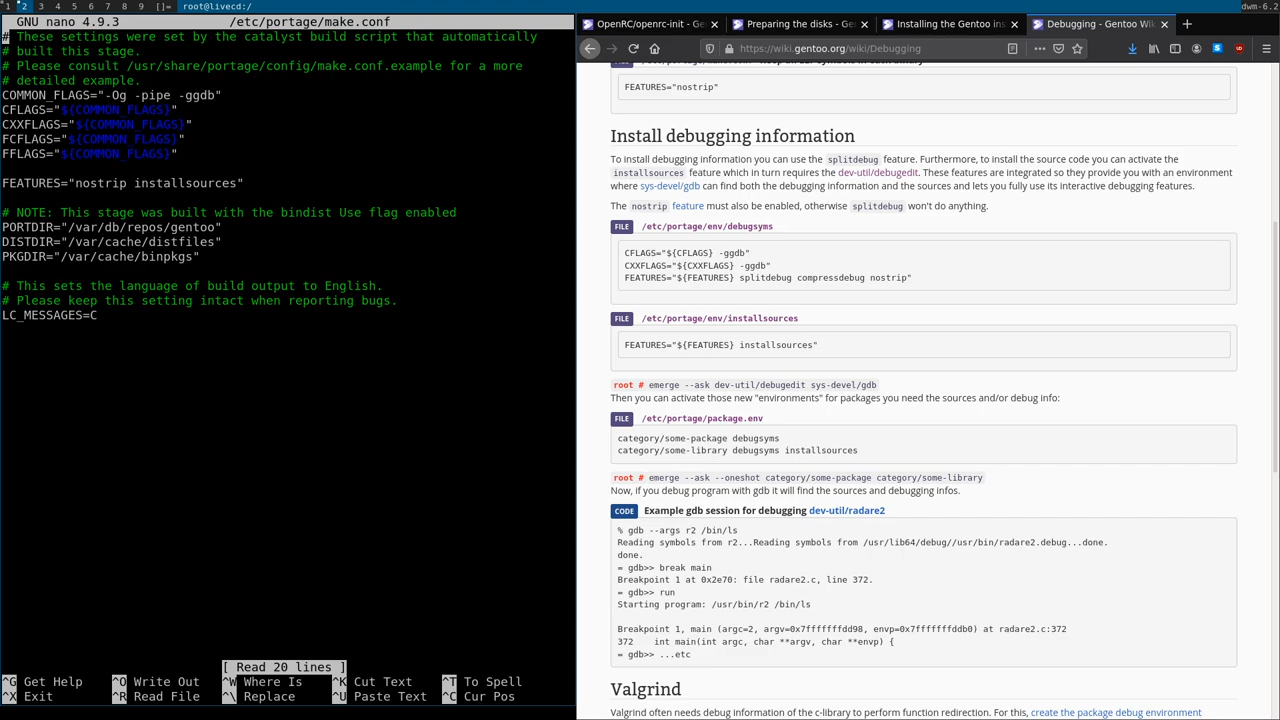 1 2 3 4 5 6 7 8 9 []= root@livecd:/ dwm-6.2
GNU nano 4.9.3 /etc/portage/make.conf
# These settings were set by the catalyst build script that automatically
# built this stage.
# Please consult /usr/share/portage/config/make.conf.example for a more
# detailed example.
COMMON_FLAGS="-Og -pipe -ggdb"
CFLAGS="${COMMON_FLAGS}"
CXXFLAGS="${COMMON_FLAGS}"
FCFLAGS="${COMMON_FLAGS}"
FFLAGS="${COMMON_FLAGS}"
FEATURES="nostrip installsources"
# NOTE: This stage was built with the bindist Use flag enabled
PORTDIR="/var/db/repos/gentoo"
DISTDIR="/var/cache/distfiles"
PKGDIR="/var/cache/binpkgs"
# This sets the language of build output to English.
# Please keep this setting intact when reporting bugs.
LC_MESSAGES=C
[ Read 20 lines ]
^G Get Help ^O Write Out ^W Where Is ^K Cut Text ^T To Spell
^X Exit ^R Read File ^\ Replace ^U Paste Text ^C Cur Pos
OpenRC/openrc-init - Ge Preparing the disks - Ge Installing the Gentoo ins Debugging - Gentoo Wik
https://wiki.gentoo.org/wiki/Debugging
FEATURES="nostrip"
Install debugging information
To install debugging information you can use the splitdebug feature. Furthermore, to install the source code you can activate the
installsources feature which in turn requires the dev-util/debugedit. These features are integrated so they provide you with an environment
where sys-devel/gdb can find both the debugging information and the sources and lets you fully use its interactive debugging features.
The nostrip feature must also be enabled, otherwise splitdebug won't do anything.
FILE /etc/portage/env/debugsyms
CFLAGS="${CFLAGS} -ggdb"
CXXFLAGS="${CXXFLAGS} -ggdb"
FEATURES="${FEATURES} splitdebug compressdebug nostrip"
FILE /etc/portage/env/installsources
FEATURES="${FEATURES} installsources"
root # emerge --ask dev-util/debugedit sys-devel/gdb
Then you can activate those new "environments" for packages you need the sources and/or debug info:
FILE /etc/portage/package.env
category/some-package debugsyms
category/some-library debugsyms installsources
root # emerge --ask --oneshot category/some-package category/some-library
Now, if you debug program with gdb it will find the sources and debugging infos.
CODE Example gdb session for debugging dev-util/radare2
% gdb --args r2 /bin/ls
Reading symbols from r2...Reading symbols from /usr/lib64/debug//usr/bin/radare2.debug...done.
done.
= gdb>> break main
Breakpoint 1 at 0x2e70: file radare2.c, line 372.
= gdb>> run
Starting program: /usr/bin/r2 /bin/ls
Breakpoint 1, main (argc=2, argv=0x7fffffffdd98, envp=0x7fffffffddb0) at radare2.c:372
372 int main(int argc, char **argv, char **envp) {
= gdb>> ...etc
Valgrind
Valgrind often needs debug information of the c-library to perform function redirection. For this, create the package debug environment